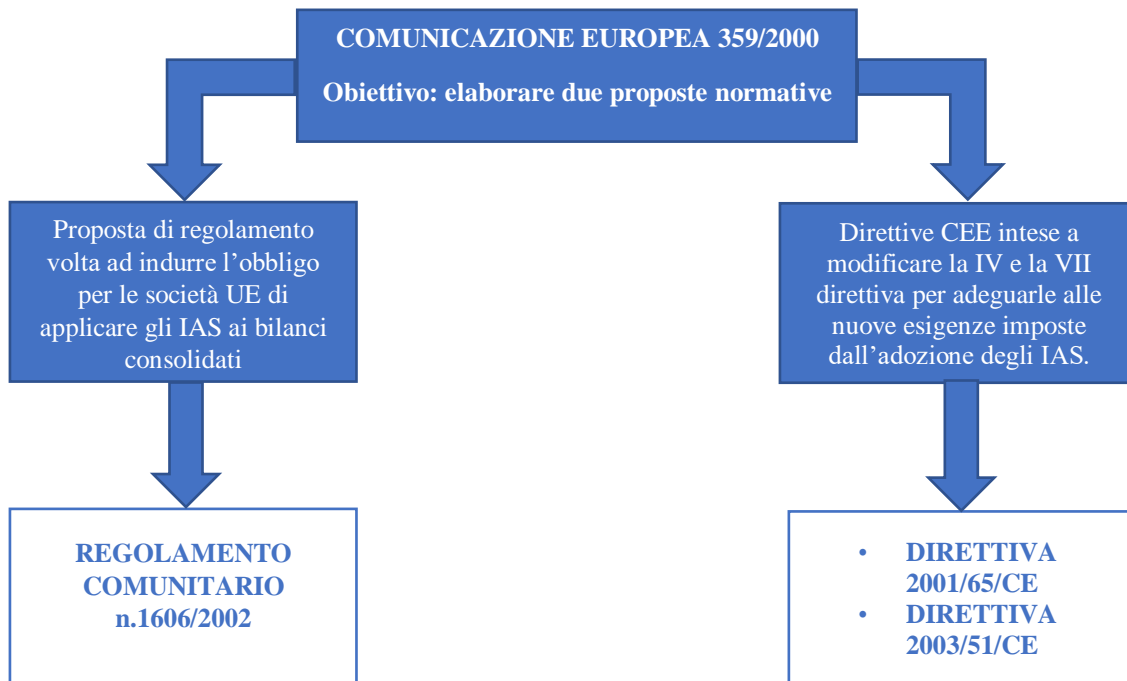 COMUNICAZIONE EUROPEA 359/2000
Obiettivo: elaborare due proposte normative
Proposta di regolamento
volta ad indurre l’obbligo
per le società UE di
applicare gli IAS ai bilanci
consolidati
Direttive CEE intese a
modificare la IV e la VII
direttiva per adeguarle alle
nuove esigenze imposte
dall’adozione degli IAS.
REGOLAMENTO
COMUNITARIO
n.1606/2002
• DIRETTIVA
2001/65/CE
• DIRETTIVA
2003/51/CE